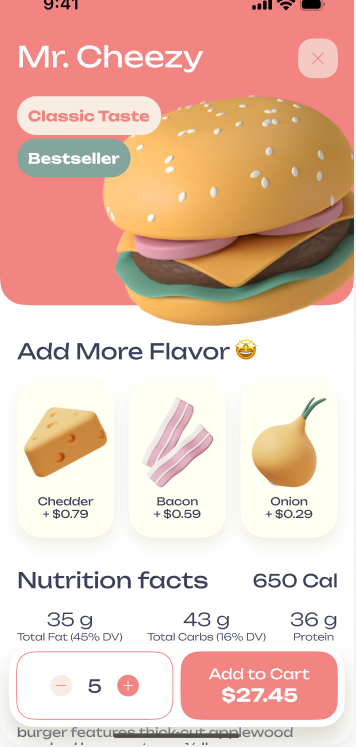 9:41
Mr. Cheezy
Classic Taste
Bestseller
Add More Flavor 🤩
Chedder
+ $0.79
Bacon
+ $0.59
Onion
+ $0.29
Nutrition facts 650 Cal
35 g 43 g 36 g
Total Fat (45% DV) Total Carbs (16% DV) Protein
5
Add to Cart
$27.45
burger features thick-cut applewood